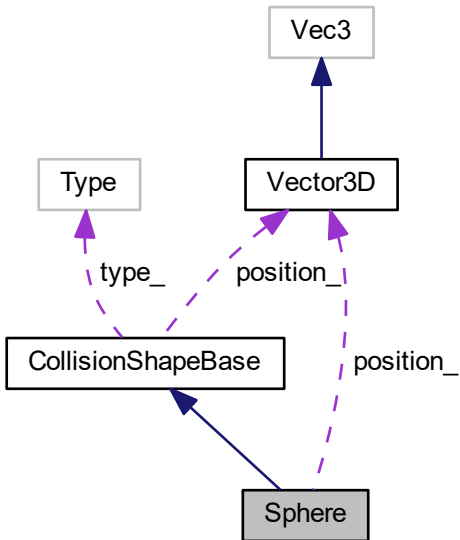 Vec3
Type
Vector3D
type_
position_
CollisionShapeBase
position_
Sphere